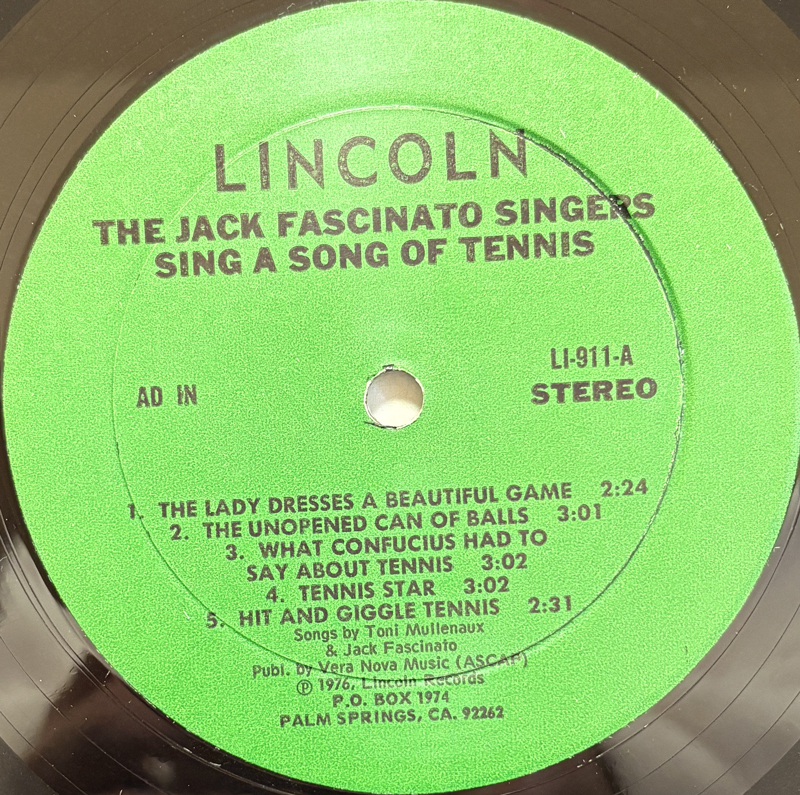 LINCOLN
THE JACK FASCINATO SINGERS
SING A SONG OF TENNIS
LI-911-A
AD IN
STEREO
1. THE LADY DRESSES A BEAUTIFUL GAME 2:24
2. THE UNOPENED CAN OF BALLS 3:01
3. WHAT CONFUCIUS HAD TO
SAY ABOUT TENNIS 3:02
4. TENNIS STAR 3:02
5. HIT AND GIGGLE TENNIS 2:31
Songs by Toni Mullenaux
& Jack Fascinato
Publ. by Vera Nova Music (ASCAP)
℗ 1976, Lincoln Records
P.O. BOX 1974
PALM SPRINGS, CA. 92262